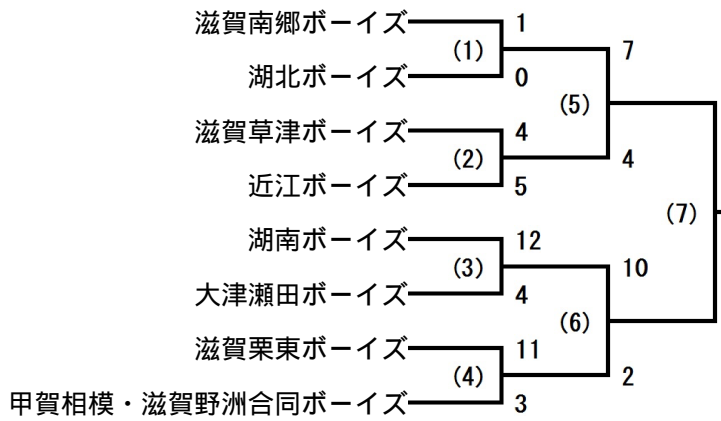 滋賀南郷ボーイズ 1
(1) 7
湖北ボーイズ 0
(5)
滋賀草津ボーイズ 4
(2) 4
近江ボーイズ 5
(7)
湖南ボーイズ 12
(3) 10
大津瀬田ボーイズ 4
(6)
滋賀栗東ボーイズ 11
(4) 2
甲賀相模・滋賀野洲合同ボーイズ 3